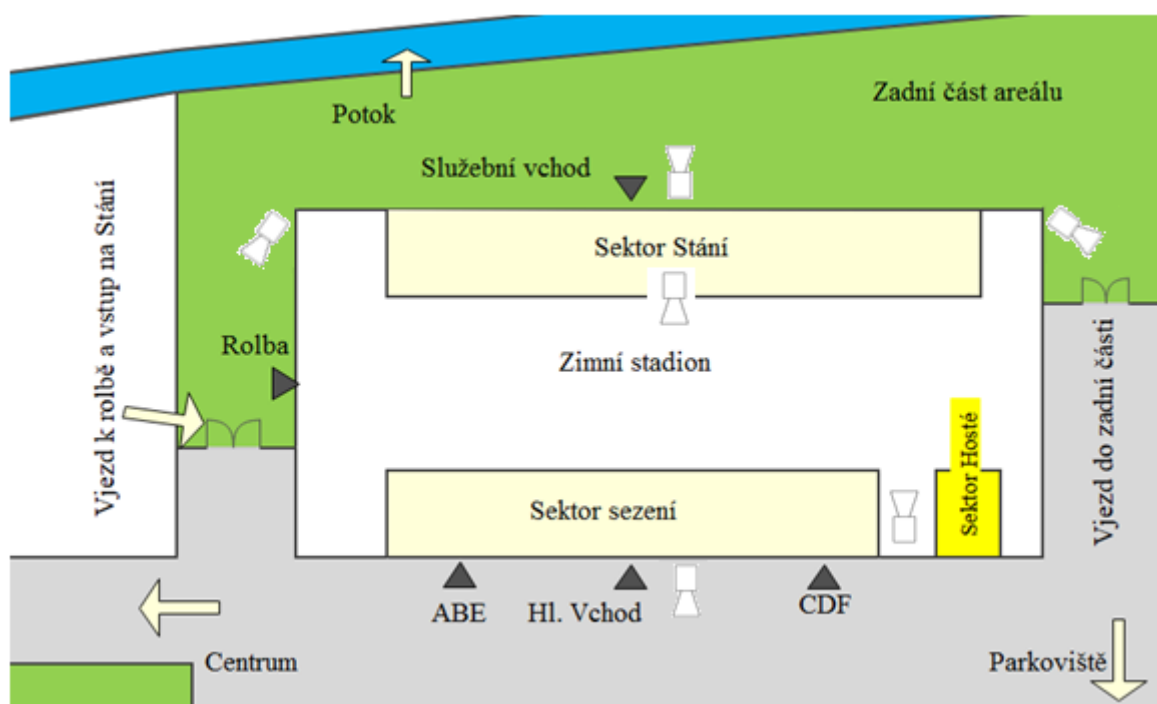 Zadní část areálu
Potok
Služební vchod
Vjezd k rolbě a vstup na Stání
Sektor Stání
Rolba
Zimní stadion
Vjezd do zadní části
Sektor Hosté
Sektor sezení
ABE
Hl. Vchod
CDF
Centrum
Parkoviště